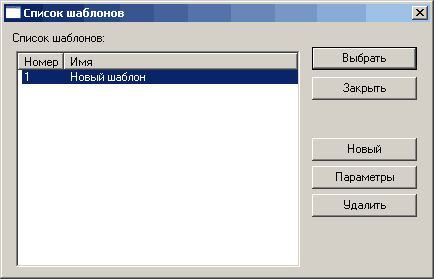 Список шаблонов
Список шаблонов:
Номер Имя
1 Новый шаблон
Выбрать
Закрыть
Новый
Параметры
Удалить